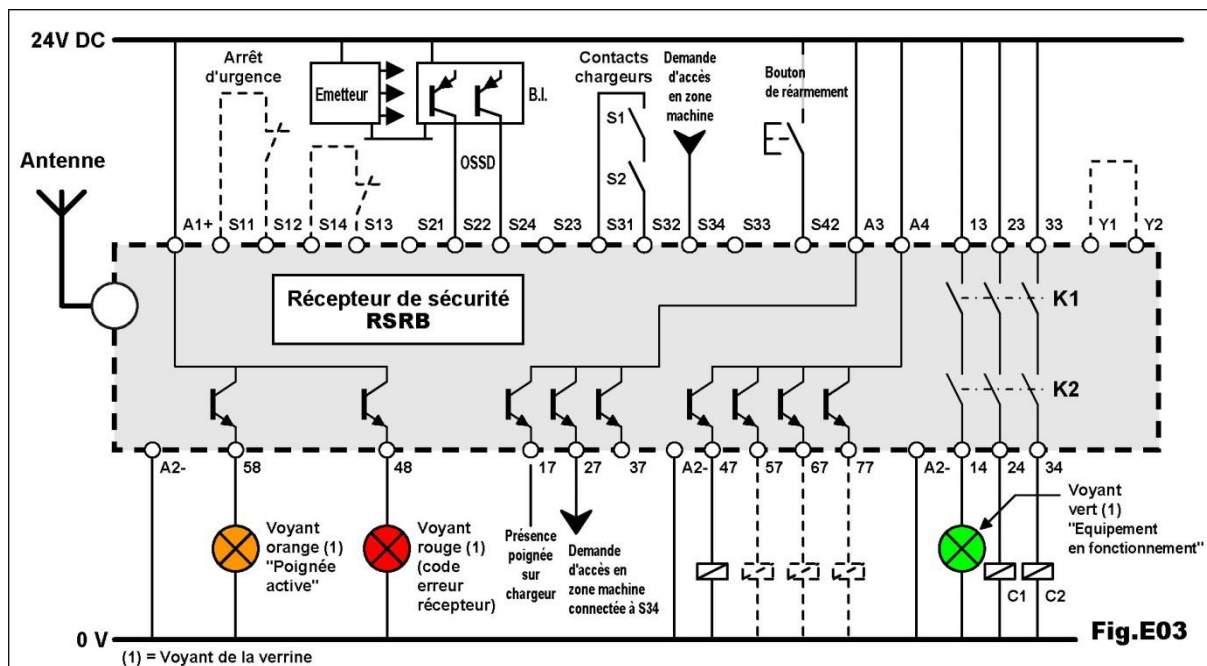 24V DC
Arrêt
d'urgence
Emetteur
B.I.
OSSD
Contacts
chargeurs
S1
S2
Demande
d'accès
en zone
machine
Bouton
de réarmement
Antenne
A1+ S11 S12 S14 S13 S21 S22 S24 S23 S31 S32 S34 S33 S42 A3 A4 13 23 33 Y1 Y2
Récepteur de sécurité
RSRB
K1
K2
A2- 58 48 17 27 37 A2- 47 57 67 77 A2- 14 24 34
Voyant
orange (1)
"Poignée
active"
Voyant
rouge (1)
(code
erreur
récepteur)
Présence
poignée
sur
chargeur
Demande
d'accès en
zone machine
connectée à S34
Voyant
vert (1)
"Equipement
en fonctionnement"
C1 C2
0 V
Fig.E03
(1) = Voyant de la verrine